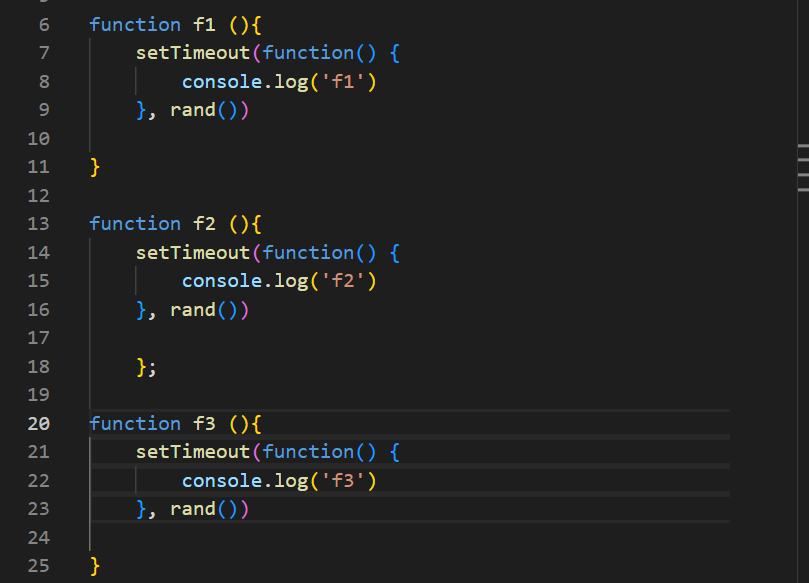 6 function f1 (){
7 setTimeout(function() {
8 console.log('f1')
9 }, rand())
10
11 }
12
13 function f2 (){
14 setTimeout(function() {
15 console.log('f2')
16 }, rand())
17
18 };
19
20 function f3 (){
21 setTimeout(function() {
22 console.log('f3')
23 }, rand())
24
25 }